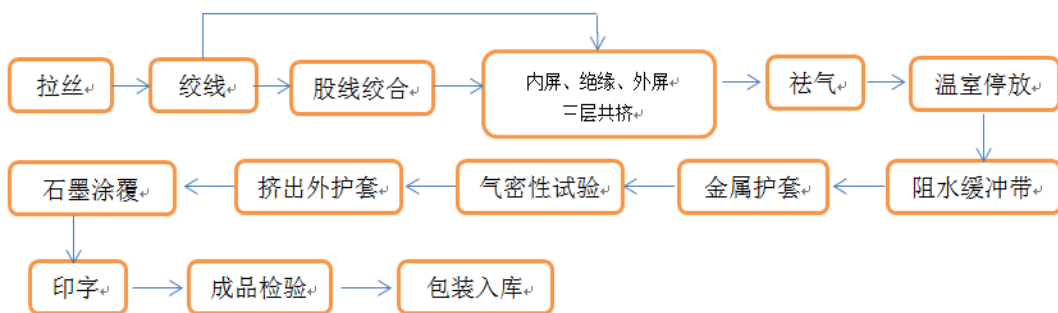 拉丝
绞线
股线绞合
内屏、绝缘、外屏
三层共挤
祛气
温室停放
阻水缓冲带
金属护套
气密性试验
挤出外护套
石墨涂覆
印字
成品检验
包装入库